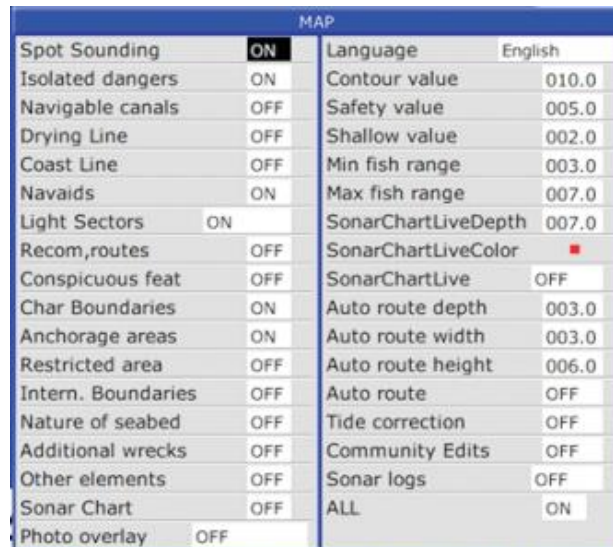 MAP
Spot Sounding ON
Isolated dangers ON
Navigable canals OFF
Drying Line OFF
Coast Line OFF
Navaids ON
Light Sectors ON
Recom,routes OFF
Conspicuous feat OFF
Char Boundaries ON
Anchorage areas ON
Restricted area OFF
Intern. Boundaries OFF
Nature of seabed OFF
Additional wrecks OFF
Other elements OFF
Sonar Chart OFF
Photo overlay OFF
Language English
Contour value 010.0
Safety value 005.0
Shallow value 002.0
Min fish range 003.0
Max fish range 007.0
SonarChartLiveDepth 007.0
SonarChartLiveColor
SonarChartLive OFF
Auto route depth 003.0
Auto route width 003.0
Auto route height 006.0
Auto route OFF
Tide correction OFF
Community Edits OFF
Sonar logs OFF
ALL ON